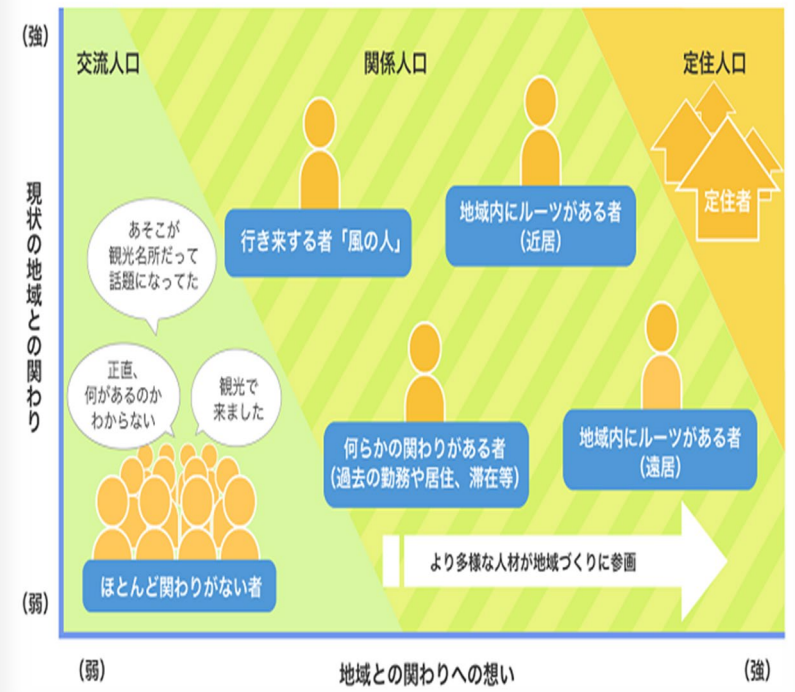 （強）
交流人口
関係人口
定住人口
定住者
地域内にルーツがある者
（近居）
行き来する者「風の人」
あそこが
観光名所だって
話題になってた
現状の地域との関わり
正直、
何があるのか
わからない
観光で
来ました
地域内にルーツがある者
（遠居）
何らかの関わりがある者
（過去の勤務や居住、滞在等）
より多様な人材が地域づくりに参画
ほとんど関わりがない者
（弱）
（弱）
地域との関わりへの想い
（強）